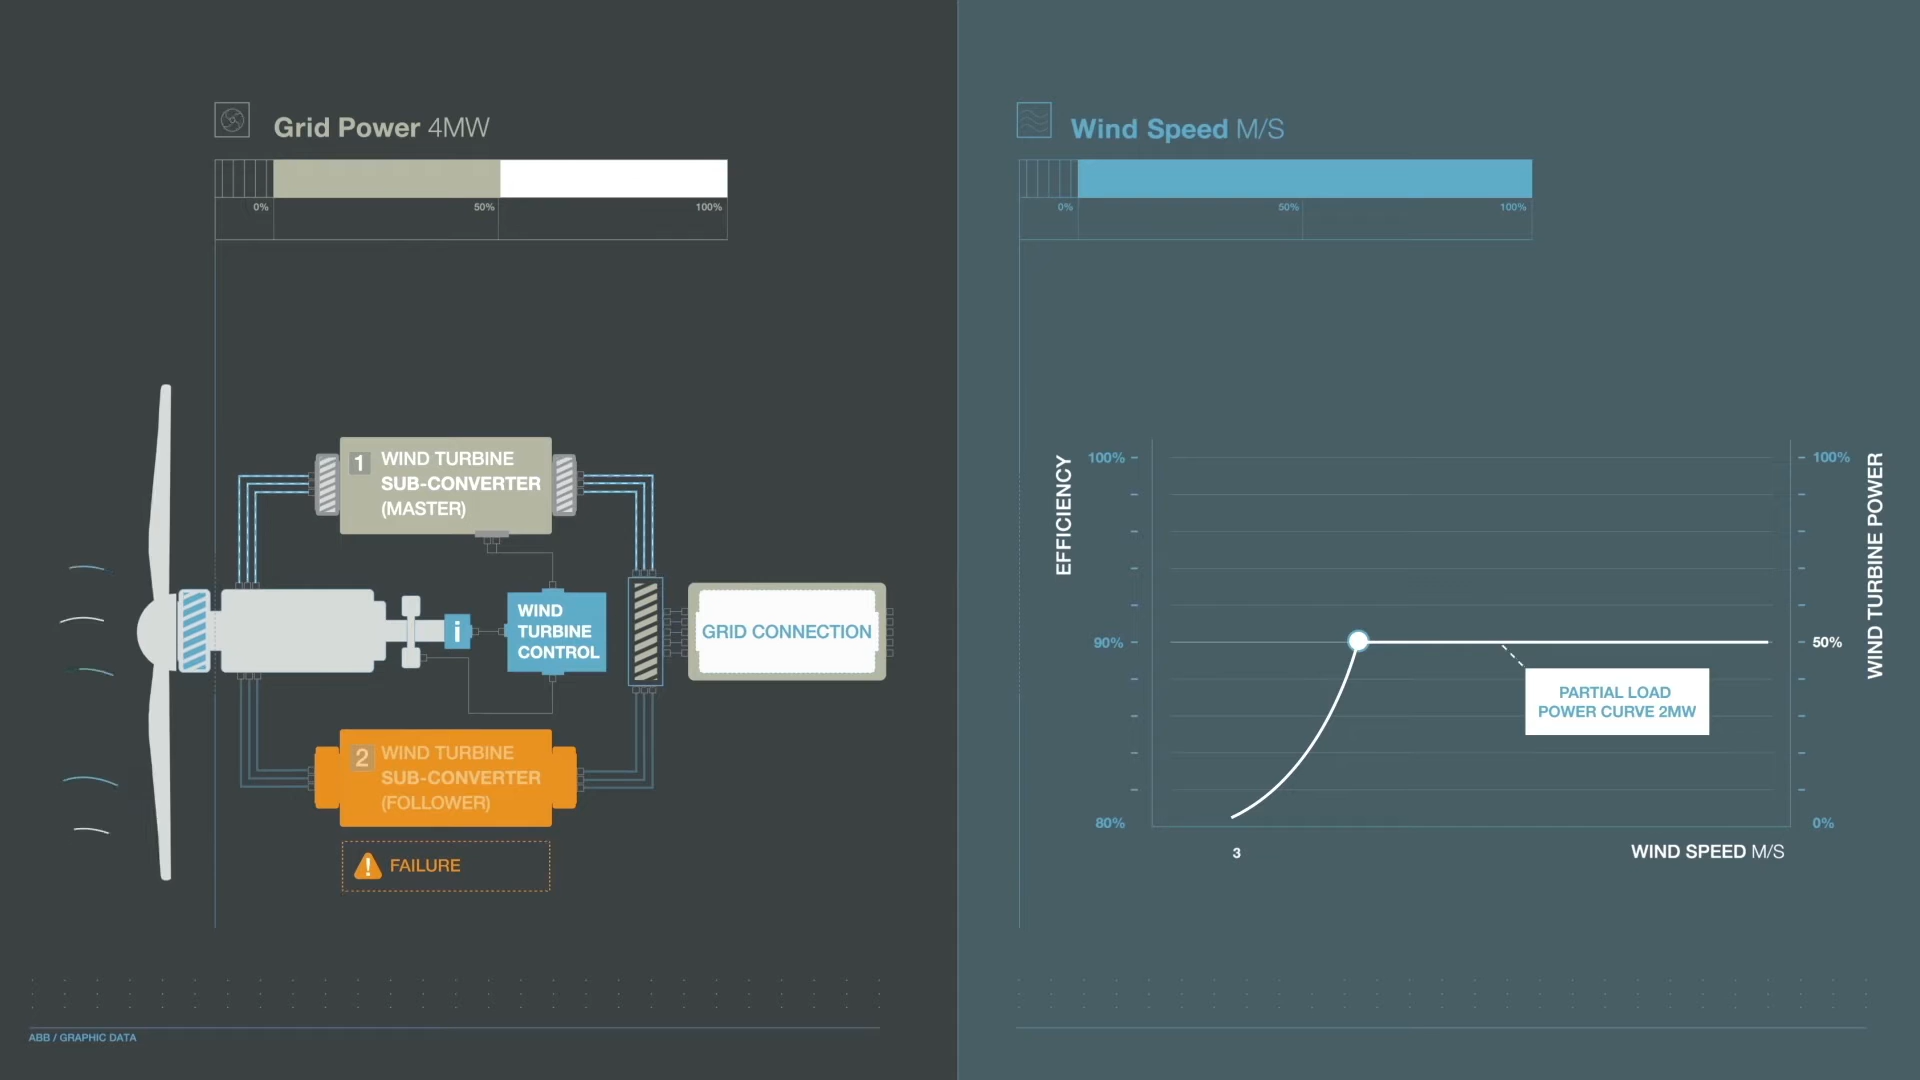 Grid Power 4MW
0%
50%
100%
1
WIND TURBINE
SUB-CONVERTER
(MASTER)
i
WIND
TURBINE
CONTROL
GRID CONNECTION
2
WIND TURBINE
SUB-CONVERTER
(FOLLOWER)
! FAILURE
ABB / GRAPHIC DATA
Wind Speed M/S
0%
50%
100%
EFFICIENCY
100%
90%
80%
100%
50%
0%
WIND TURBINE POWER
PARTIAL LOAD
POWER CURVE 2MW
3
WIND SPEED M/S